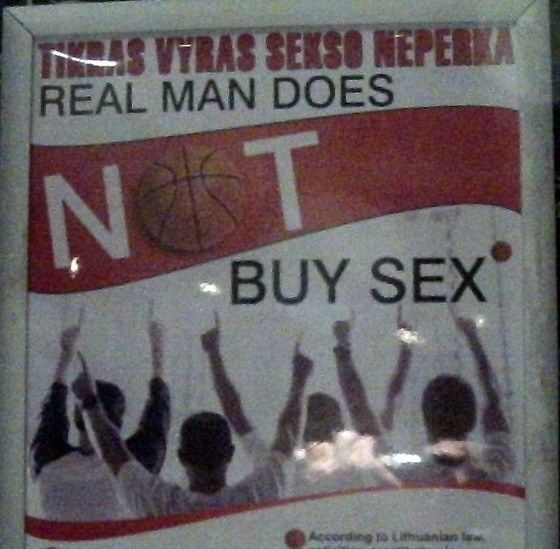 TIKRAS VYRAS SEKSO NEPERKA
REAL MAN DOES
NOT
BUY SEX
According to Lithuanian law,